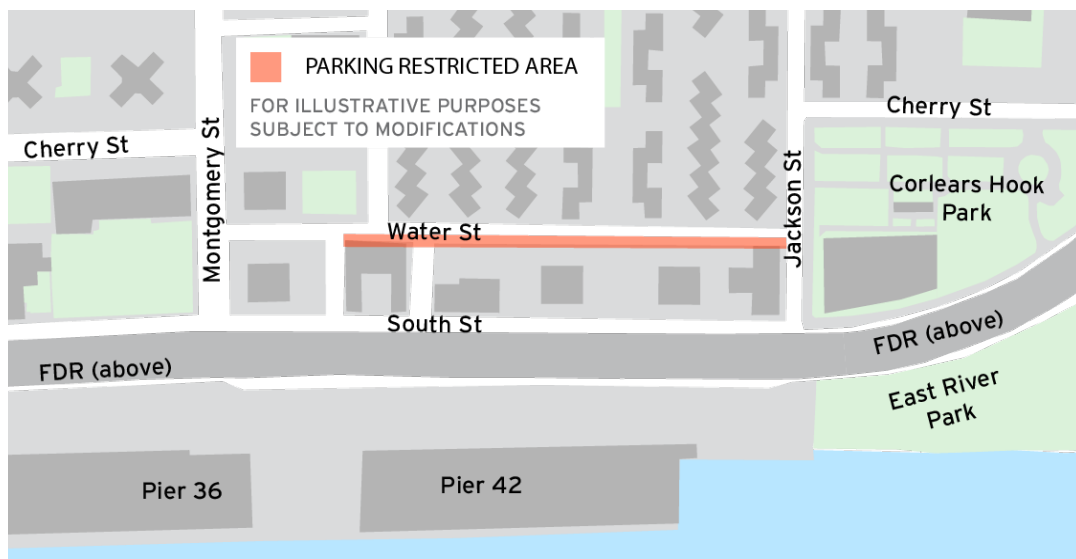 PARKING RESTRICTED AREA
FOR ILLUSTRATIVE PURPOSES
SUBJECT TO MODIFICATIONS
Cherry St
Cherry St
Montgomery St
Jackson St
Corlears Hook
Park
Water St
South St
FDR (above)
FDR (above)
East River
Park
Pier 36
Pier 42